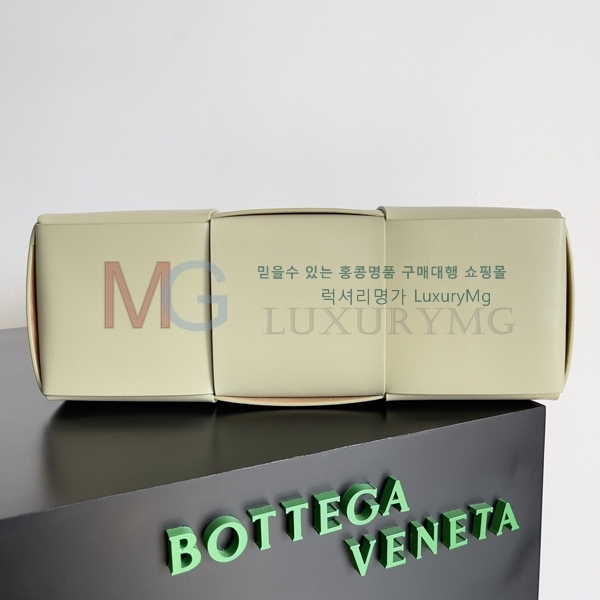 MG
믿을수 있는 홍콩명품 구매대행 쇼핑몰
럭셔리명가 LuxuryMg
LUXURYMG
BOTTEGA
VENETA